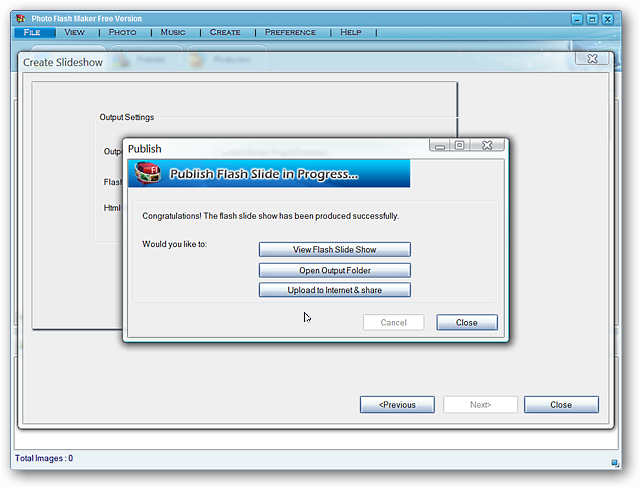 Photo Flash Maker Free Version
File | View | Photo | Music | Create | Preference | Help |
Publish
Create Slideshow
Output Settings
Outpu
Flash
Html
Publish
Publish Flash Slide in Progress...
Congratulations! The flash slide show has been produced successfully.
Would you like to:
View Flash Slide Show
Open Output Folder
Upload to Internet & share
Cancel
Close
<Previous
Next>
Close
Total Images : 0